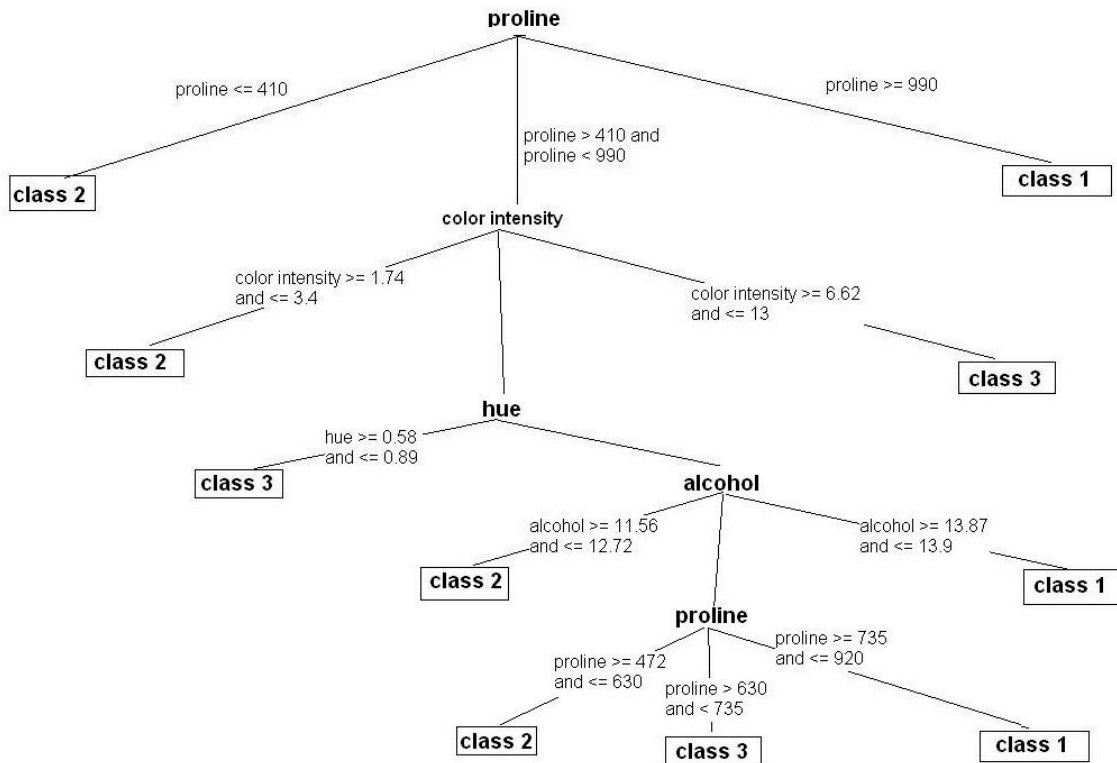 proline
proline <= 410
proline >= 990
proline > 410 and
proline < 990
class 2
class 1
color intensity
color intensity >= 1.74
and <= 3.4
color intensity >= 6.62
and <= 13
class 2
class 3
hue
hue >= 0.58
and <= 0.89
class 3
alcohol
alcohol >= 11.56
and <= 12.72
alcohol >= 13.87
and <= 13.9
class 2
class 1
proline
proline >= 472
and <= 630
proline > 630
and < 735
proline >= 735
and <= 920
class 2
class 3
class 1